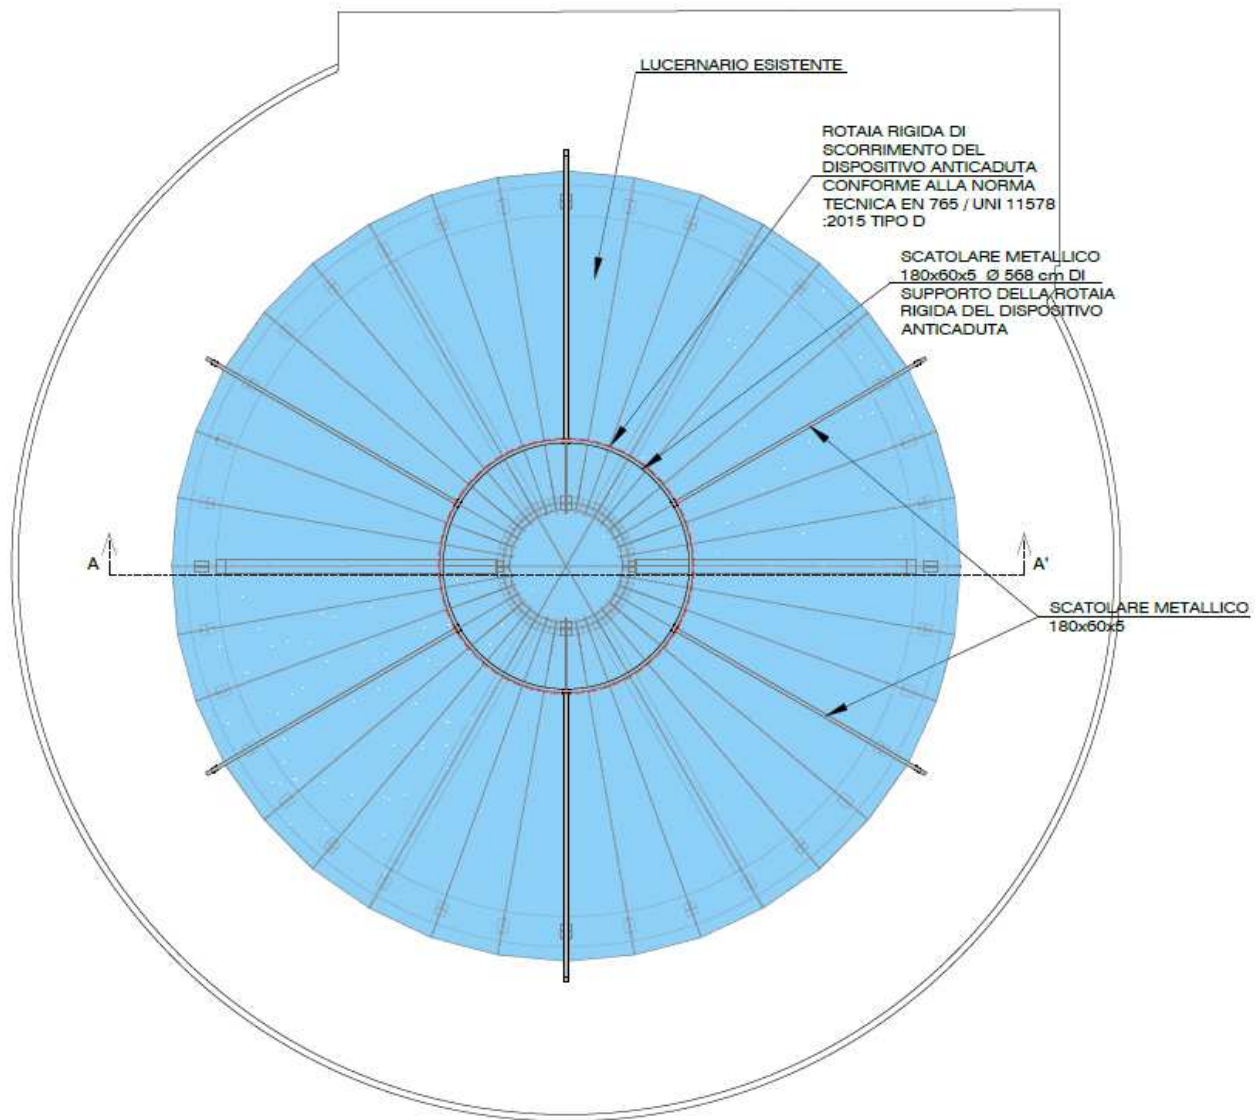 LUCERNARIO ESISTENTE
ROTAIA RIGIDA DI
SCORRIMENTO DEL
DISPOSITIVO ANTICADUTA
CONFORME ALLA NORMA
TECNICA EN 765 / UNI 11578
:2015 TIPO D
SCATOLARE METALLICO
180x60x5 Ø 568 cm DI
SUPPORTO DELLA ROTAIA
RIGIDA DEL DISPOSITIVO
ANTICADUTA
A
A'
SCATOLARE METALLICO
180x60x5